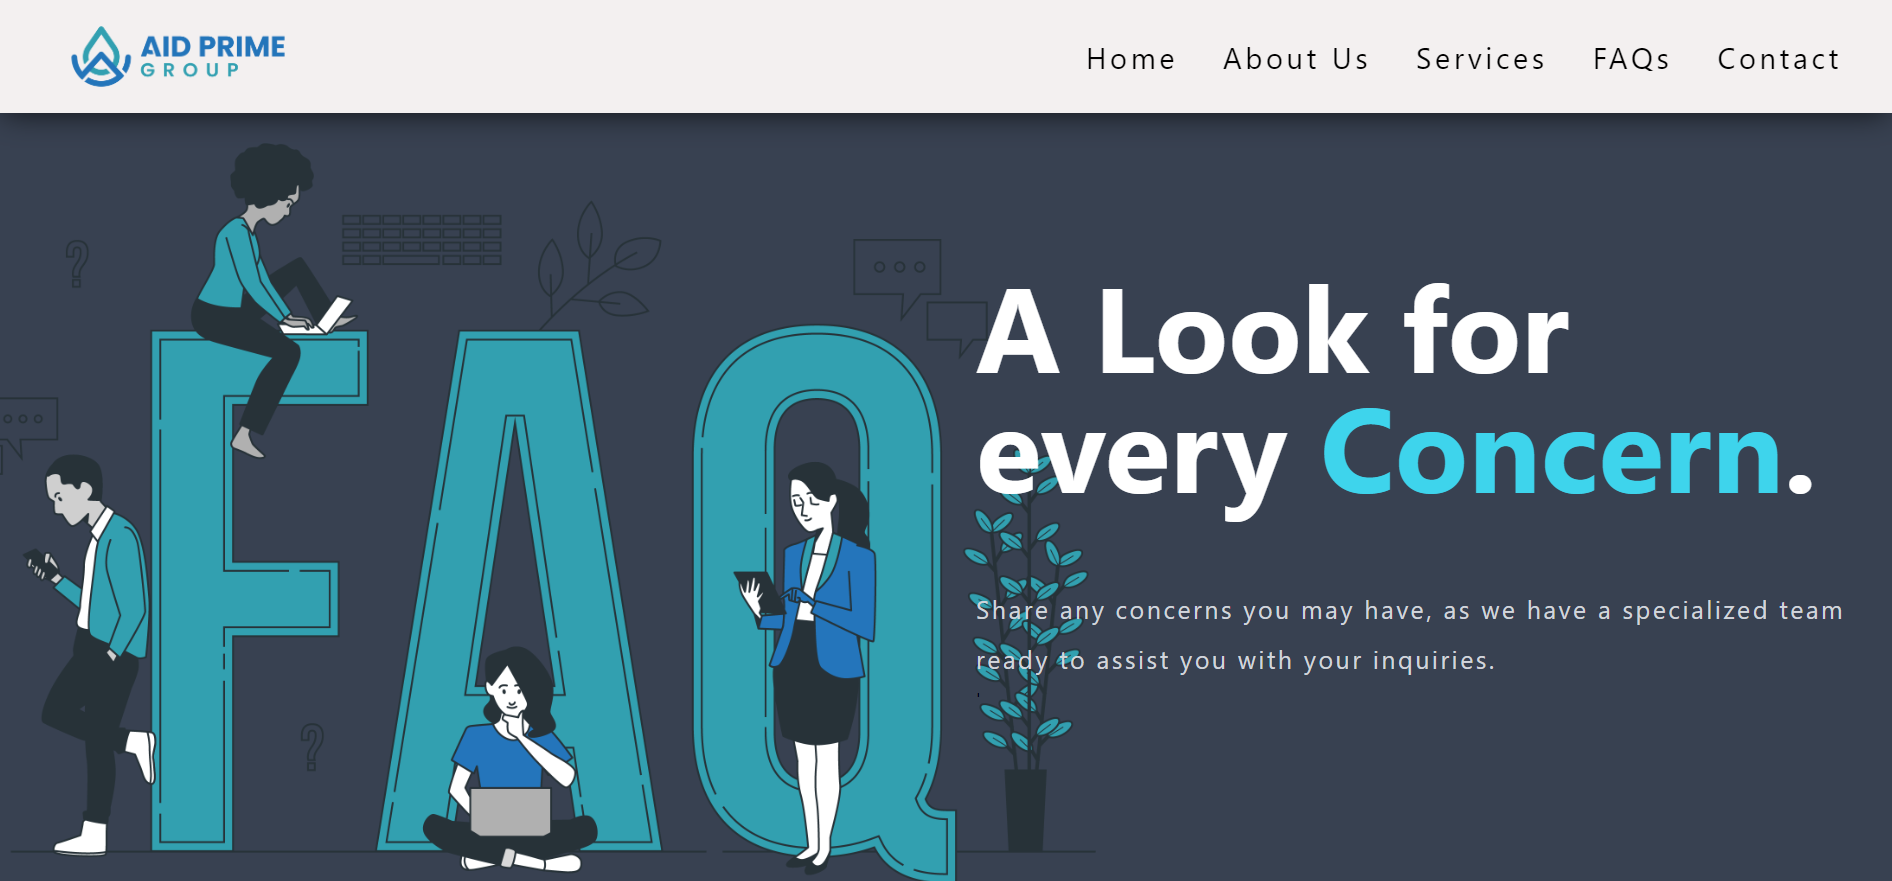 AID PRIME
GROUP
Home About Us Services FAQs Contact
? 
FAQ
?
A Look for
every Concern.
Share any concerns you may have, as we have a specialized team
ready to assist you with your inquiries.
'